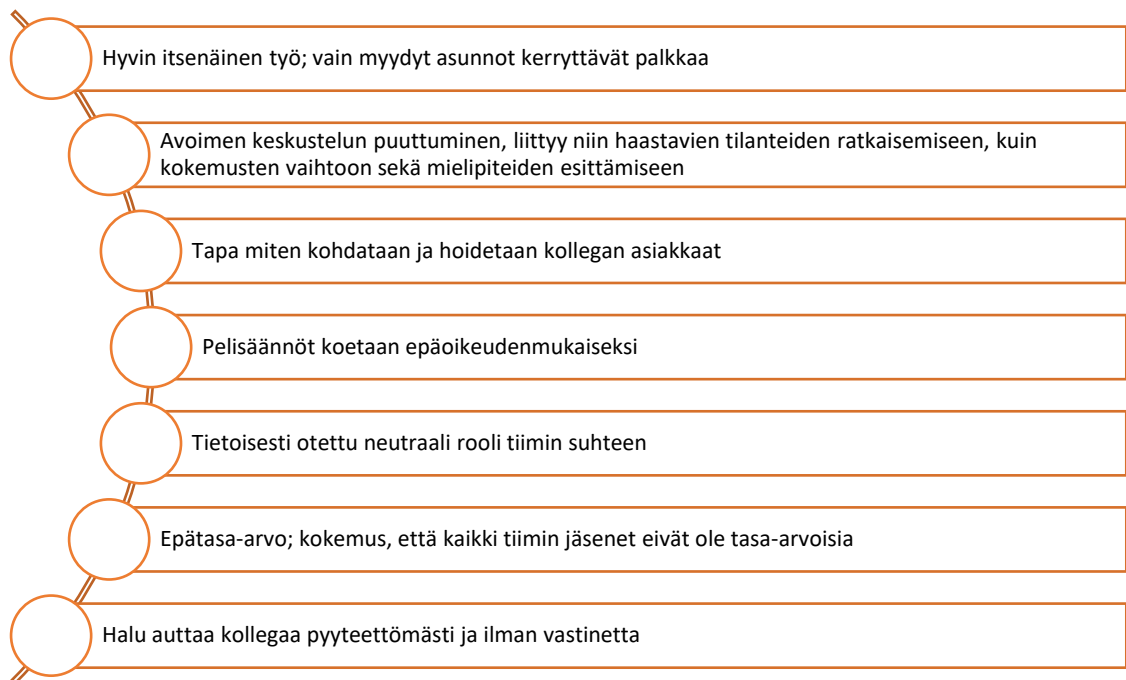 Hyvin itsenäinen työ; vain myydyt asunnot kerryttävät palkkaa
Avoimen keskustelun puuttuminen, liittyy niin haastavien tilanteiden ratkaisemiseen, kuin
kokemusten vaihtoon sekä mielipiteiden esittämiseen
Tapa miten kohdataan ja hoidetaan kollegan asiakkaat
Pelisäännöt koetaan epäoikeudenmukaiseksi
Tietoisesti otettu neutraali rooli tiimin suhteen
Epätasa-arvo; kokemus, että kaikki tiimin jäsenet eivät ole tasa-arvoisia
Halu auttaa kollegaa pyyteettömästi ja ilman vastinetta